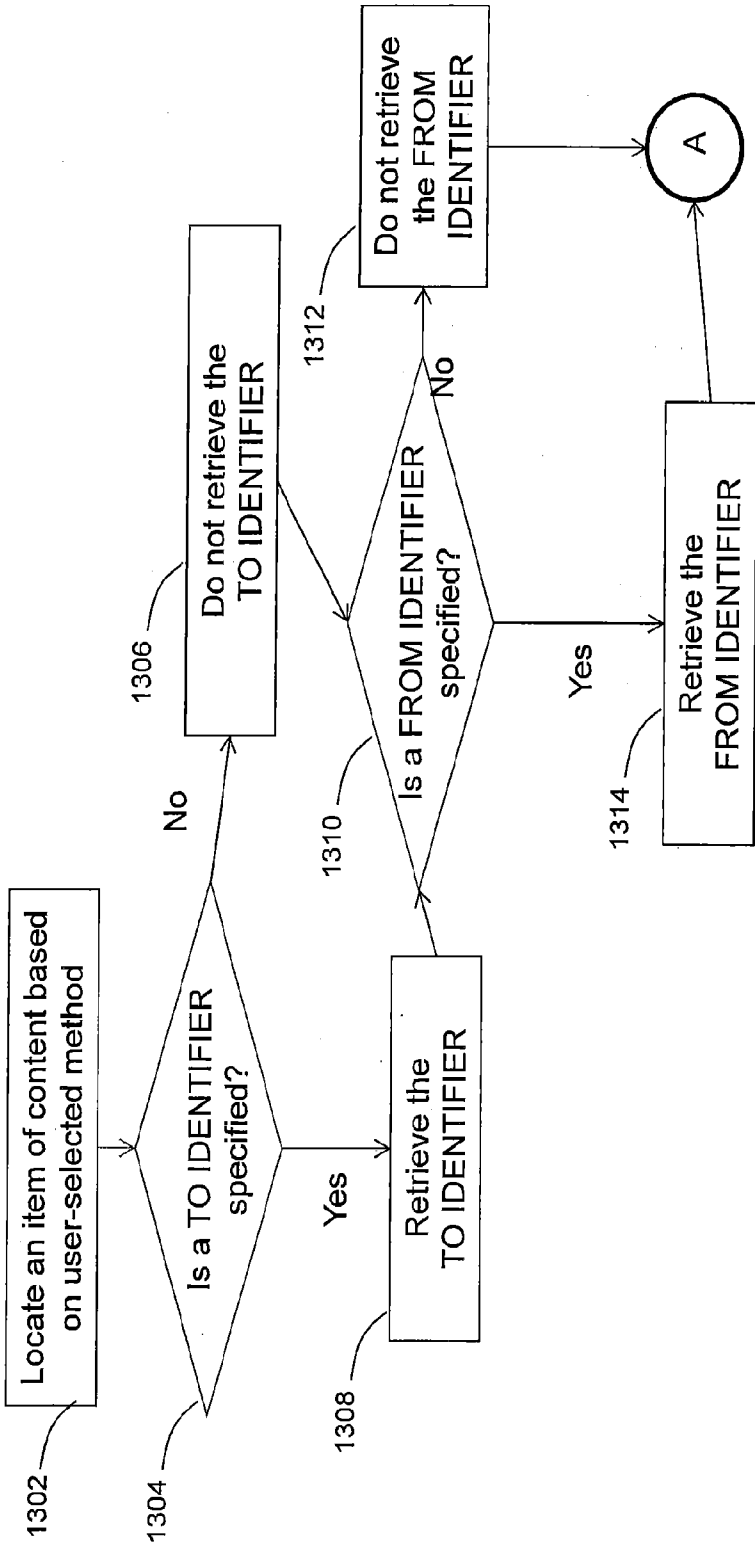 1302
Locate an item of content based
on user-selected method
1304
Is a TO IDENTIFIER
specified?
No
1306
Do not retrieve the
TO IDENTIFIER
Yes
1308
Retrieve the
TO IDENTIFIER
1310
Is a FROM IDENTIFIER
specified?
No
1312
Do not retrieve
the FROM
IDENTIFIER
Yes
1314
Retrieve the
FROM IDENTIFIER
A